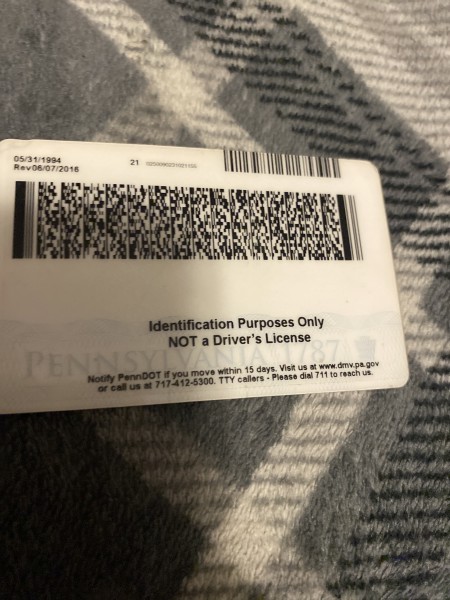 05/31/1994
Rev06/07/2016
21
Identification Purposes Only
NOT a Driver's License
PENNSYLVANIA
Notify PennDOT if you move within 15 days. Visit us at www.dmv.pa.gov
or call us at 717-412-5300. TTY callers - Please dial 711 to reach us.